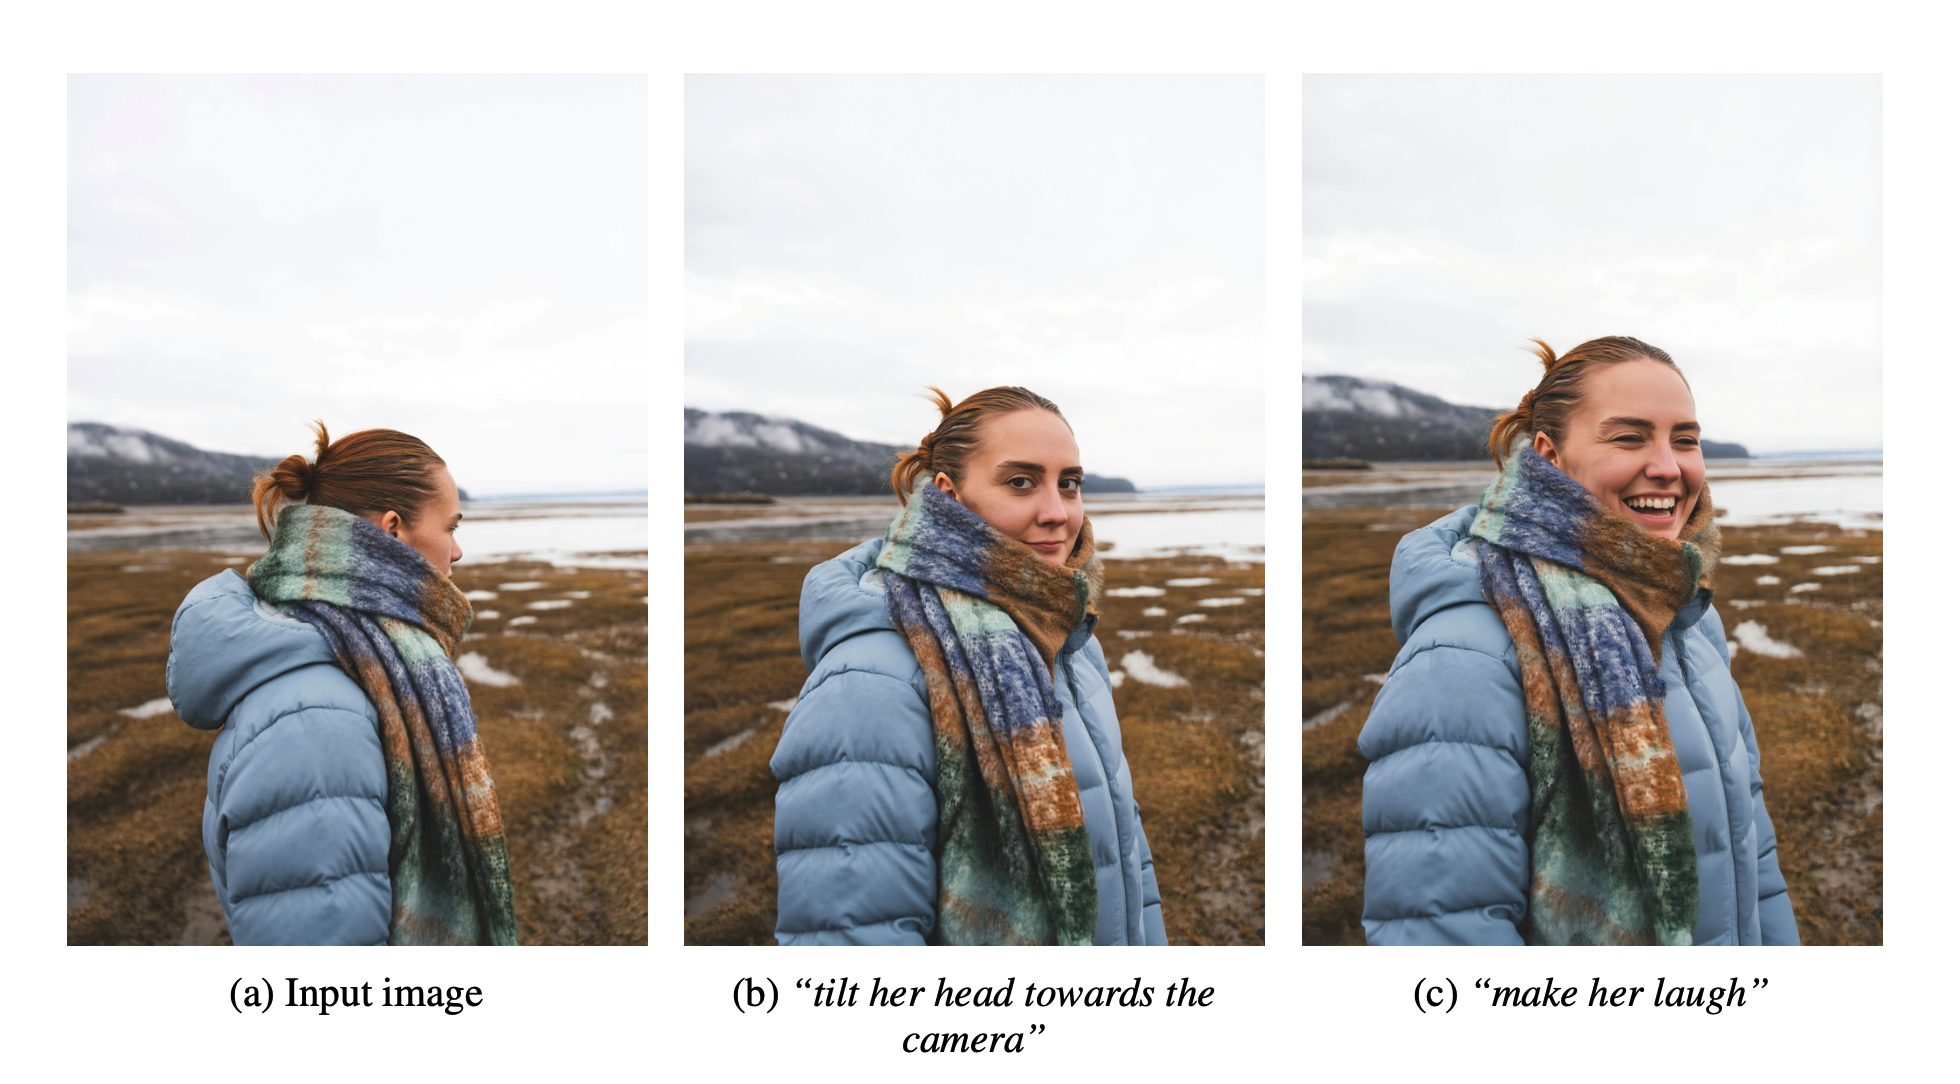 (a) Input image
(b) “tilt her head towards the
camera”
(c) “make her laugh”